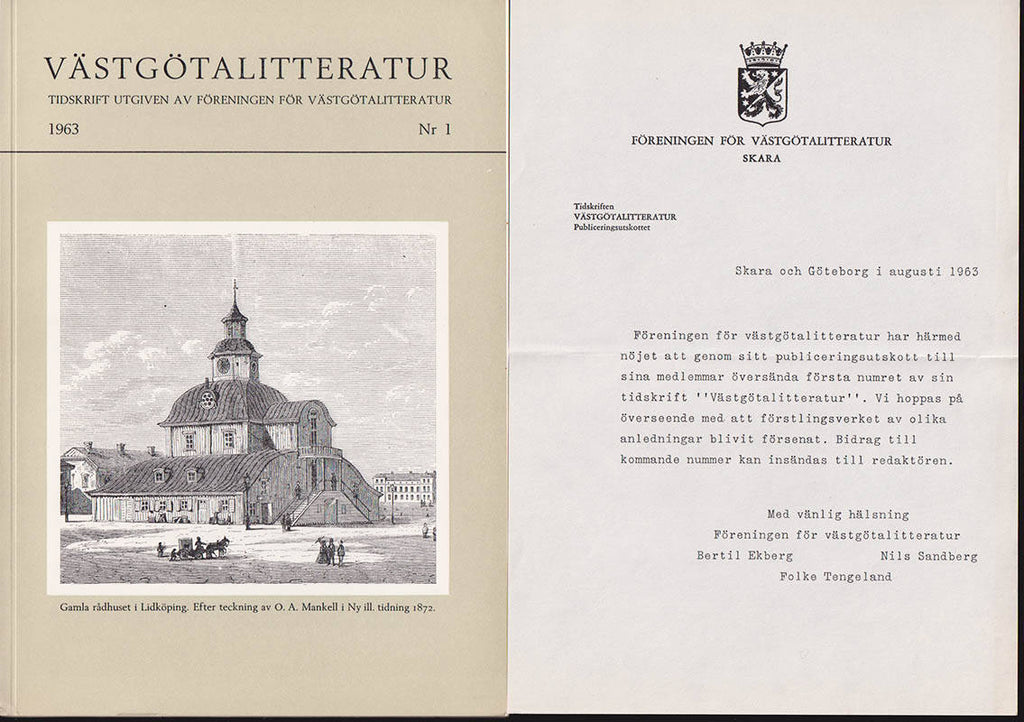 VÄSTGÖTALITTERATUR
TIDSKRIFT UTGIVEN AV FÖRENINGEN FÖR VÄSTGÖTALITTERATUR
1963 Nr 1
Gamla rådhuset i Lidköping. Efter teckning av O. A. Mankell i Ny ill. tidning 1872.
FÖRENINGEN FÖR VÄSTGÖTALITTERATUR
SKARA
Tidskriften
VÄSTGÖTALITTERATUR
Publiceringsutskottet
Skara och Göteborg i augusti 1963
Föreningen för västgötalitteratur har härmed
nöjet att genom sitt publiceringsutskott till
sina medlemmar översända första numret av sin
tidskrift ''Västgötalitteratur''. Vi hoppas på
överseende med att förstlingsverket av olika
anledningar blivit försenat. Bidrag till
kommande nummer kan insändas till redaktören.
Med vänlig hälsning
Föreningen för västgötalitteratur
Bertil Ekberg Nils Sandberg
Folke Tengeland